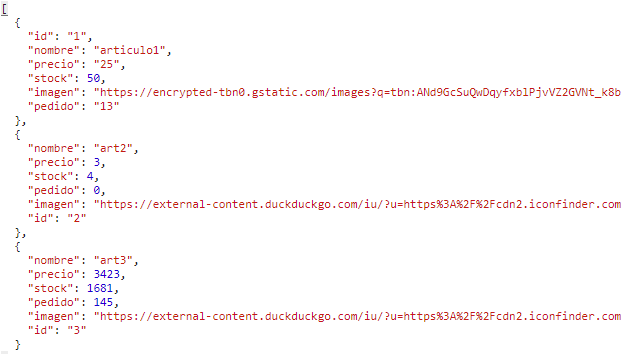 [
{
"id": "1",
"nombre": "articulo1",
"precio": "25",
"stock": 50,
"imagen": "https://encrypted-tbn0.gstatic.com/images?q=tbn:ANd9GcSuQwDqyfxblPjvVZ2GVNt_k8b
"pedido": "13"
},
{
"nombre": "art2",
"precio": 3,
"stock": 4,
"pedido": 0,
"imagen": "https://external-content.duckduckgo.com/iu/?u=https%3A%2F%2Fcdn2.iconfinder.com
"id": "2"
},
{
"nombre": "art3",
"precio": 3423,
"stock": 1681,
"pedido": 145,
"imagen": "https://external-content.duckduckgo.com/iu/?u=https%3A%2F%2Fcdn2.iconfinder.com
"id": "3"
}